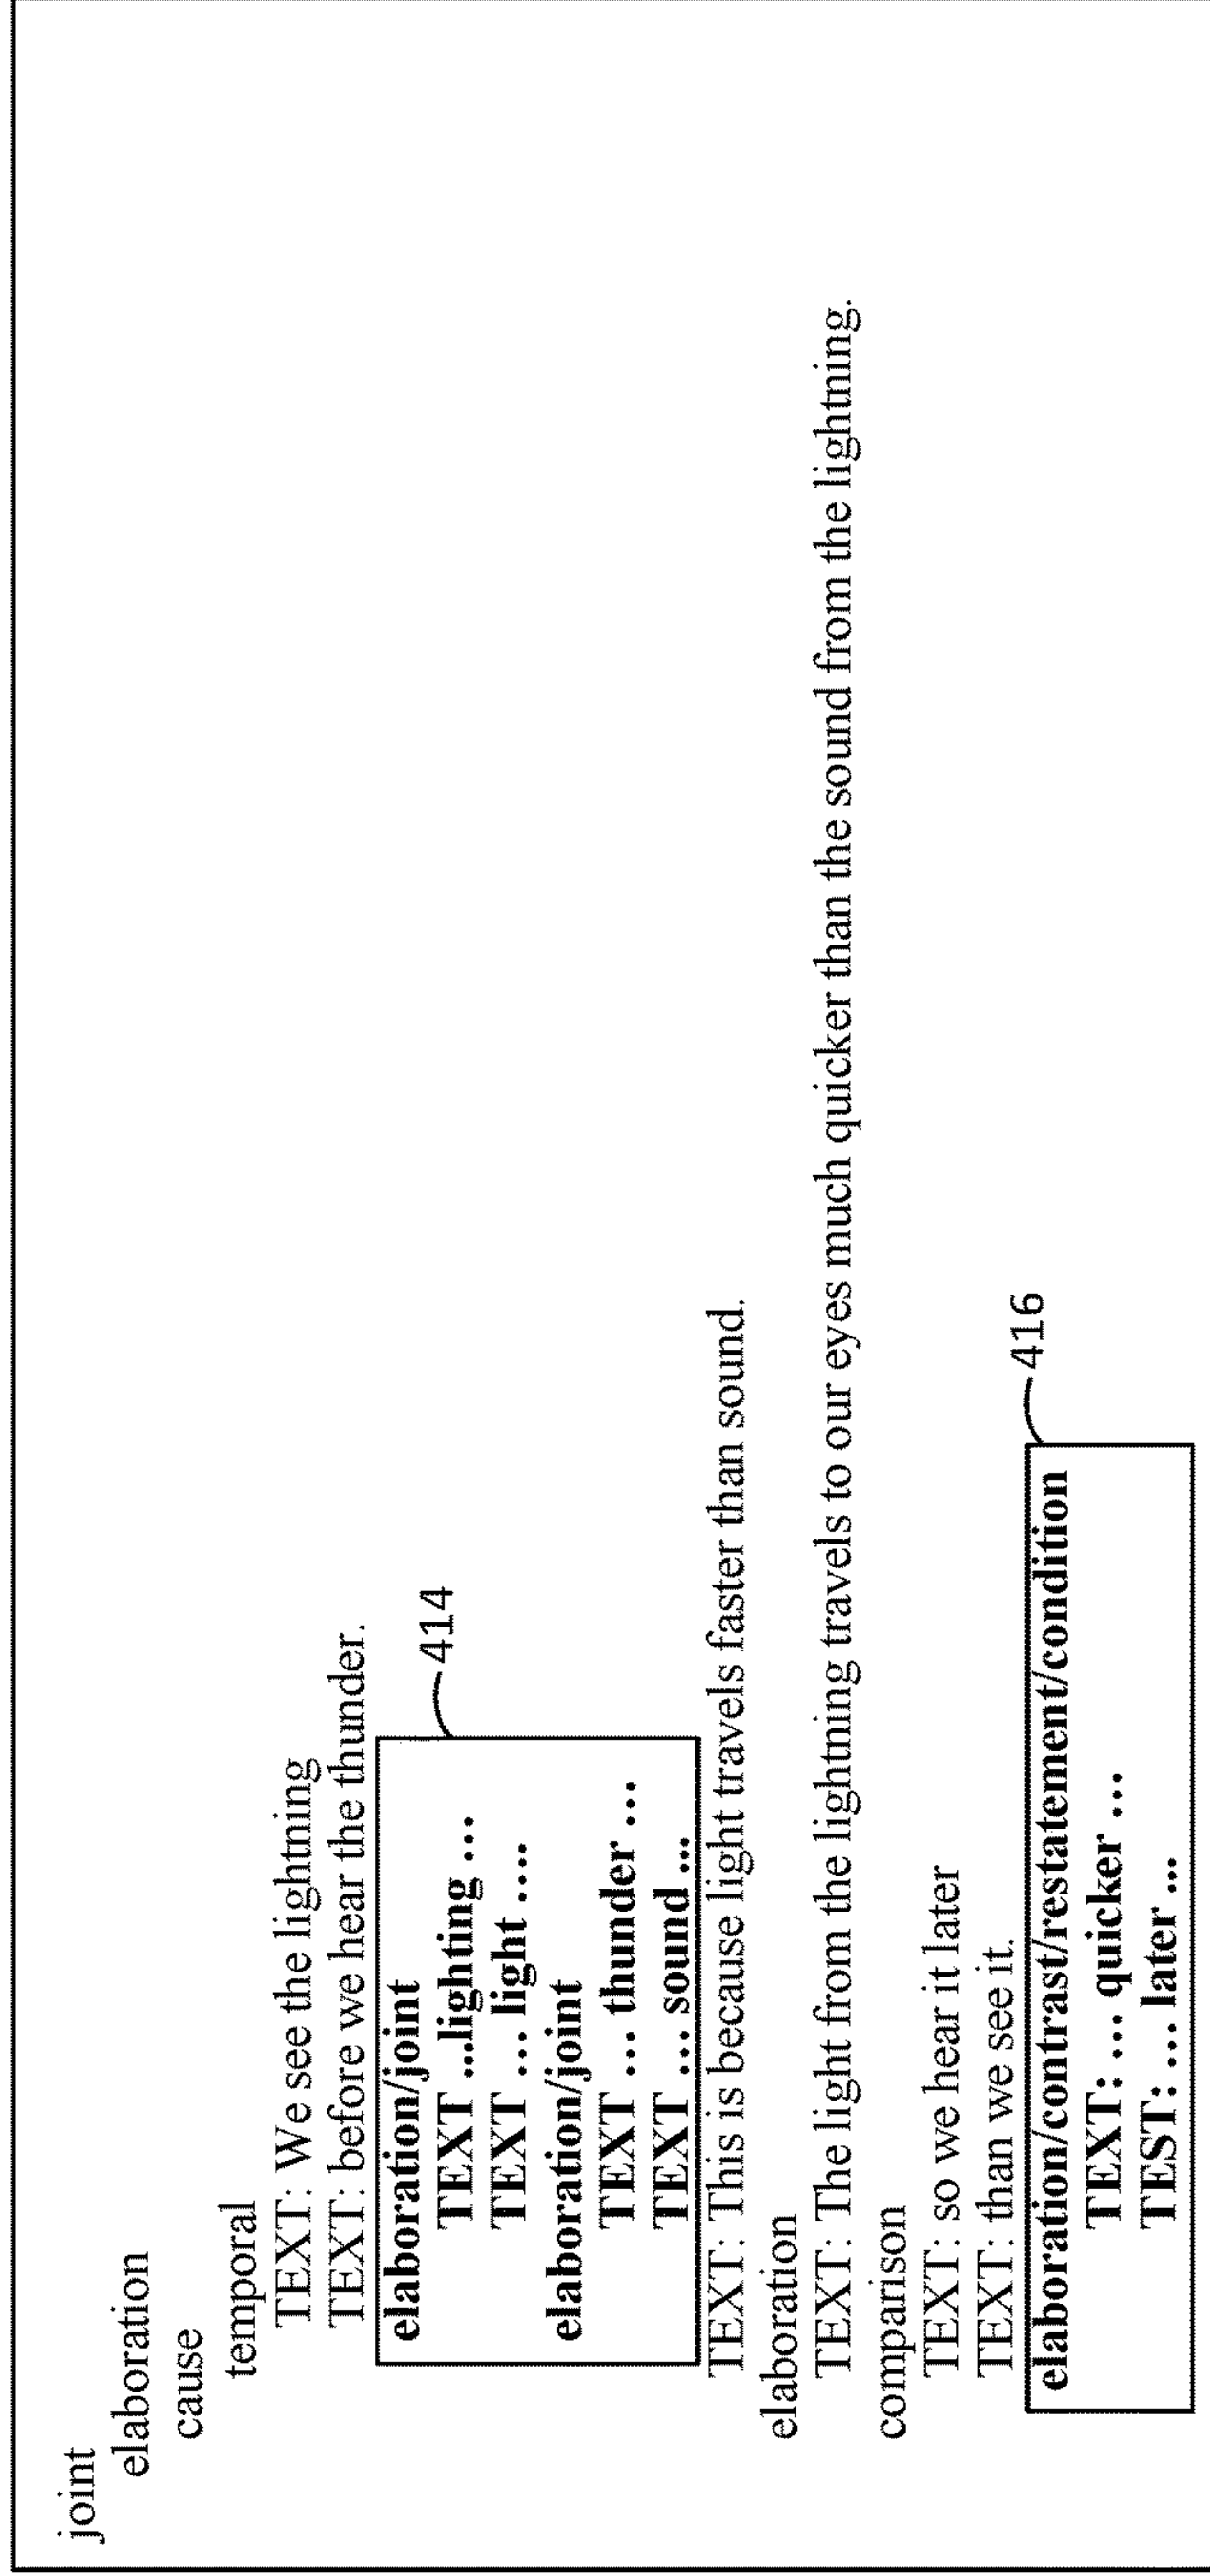 joint
elaboration
cause
temporal
TEXT: We see the lightning
TEXT: before we hear the thunder.
elaboration/joint
TEXT ...lighting ...
TEXT ... light ....
elaboration/joint
TEXT ... thunder ...
TEXT ... sound ...
414
TEXT: This is because light travels faster than sound.
elaboration
TEXT: The light from the lightning travels to our eyes much quicker than the sound from the lightning.
comparison
TEXT: so we hear it later
TEXT: than we see it.
elaboration/contrast/restatement/condition
TEXT: ... quicker ...
TEST: ... later ...
416